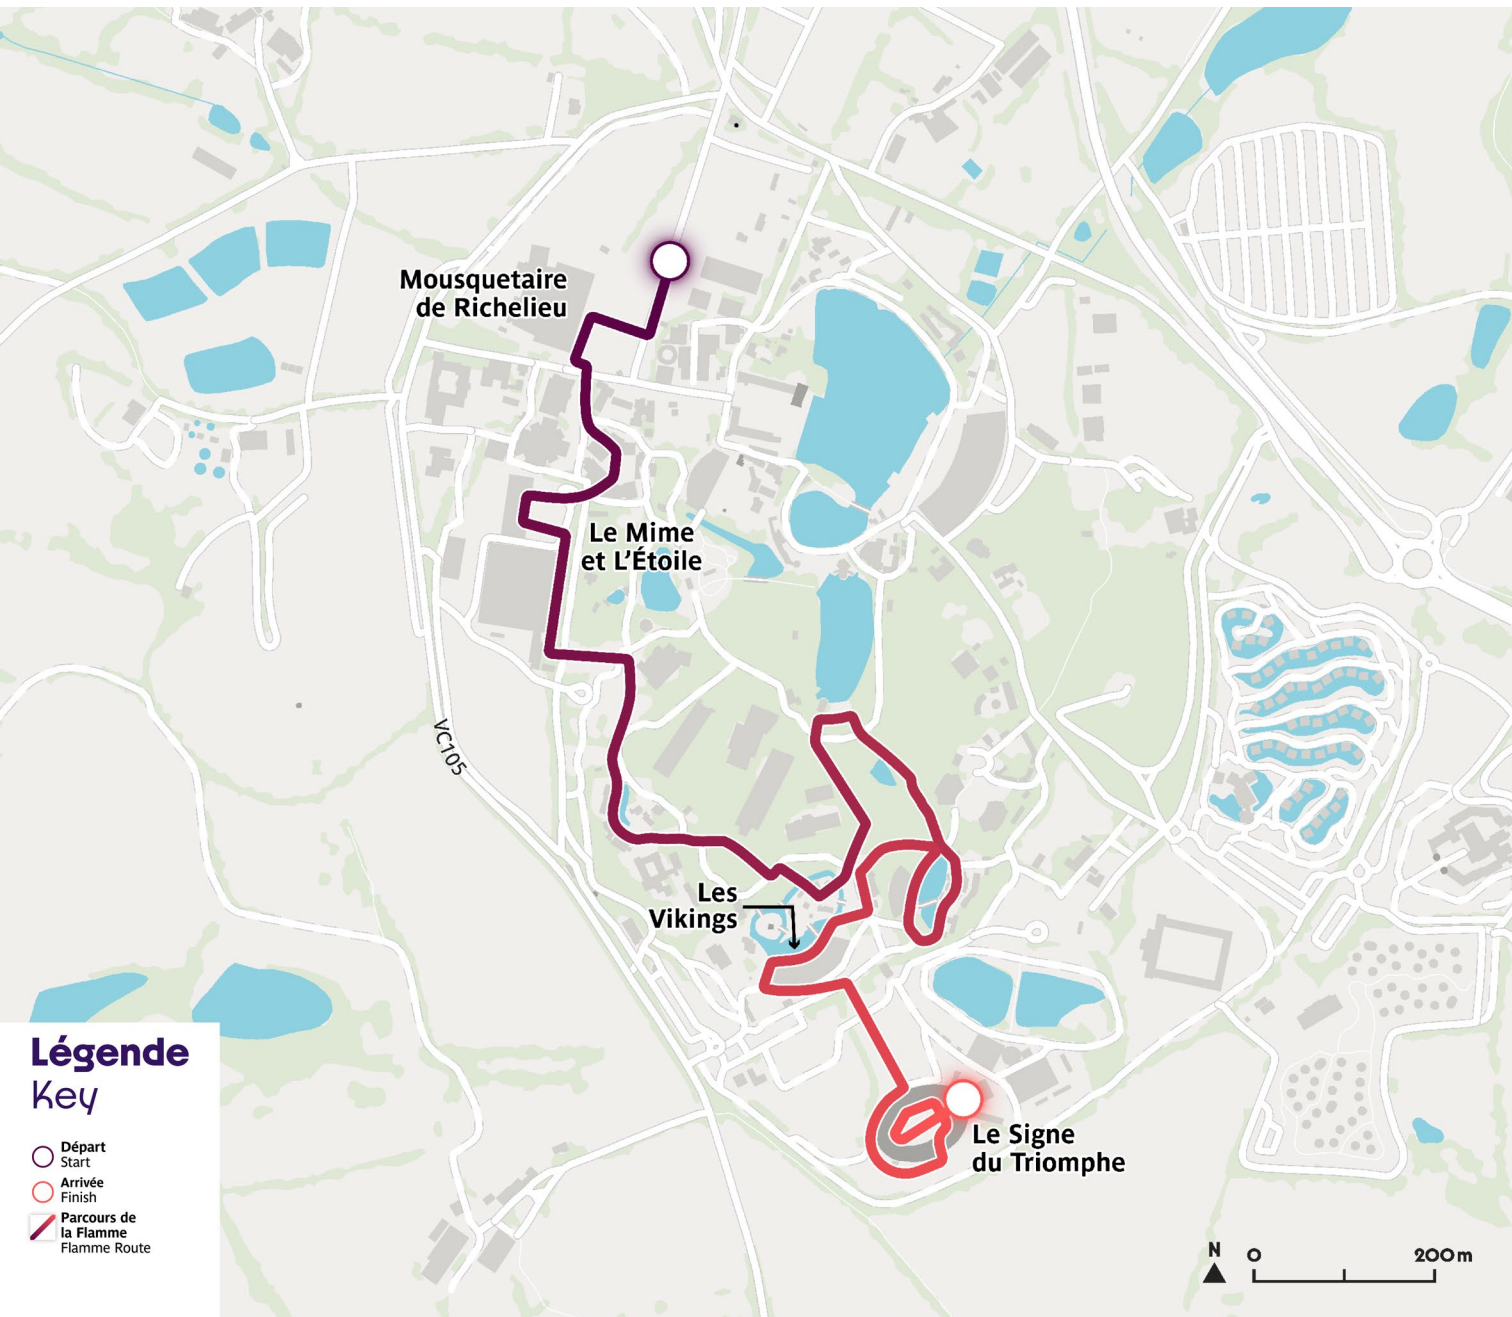 Mousquetaire
de Richelieu
Le Mime
et L'Étoile
VC105
Les
Vikings
Le Signe
du Triomphe
Légende
Key
Départ
Start
Arrivée
Finish
Parcours de
la Flamme
Flamme Route
N 0 200 m